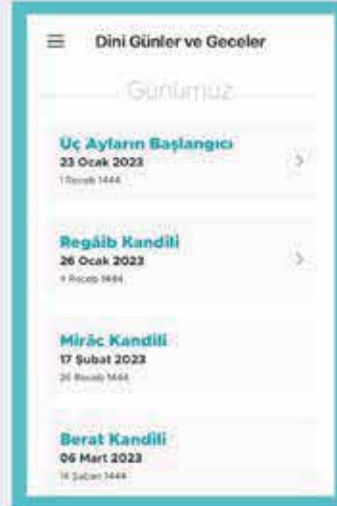 Dini Günler ve Geceler
Günümüz
Üç Ayların Başlangıcı
23 Ocak 2023
1 Receb 1444
Regâib Kandili
26 Ocak 2023
4 Receb 1444
Mirâc Kandili
17 Şubat 2023
26 Receb 1444
Berat Kandili
06 Mart 2023
14 Şaban 1444